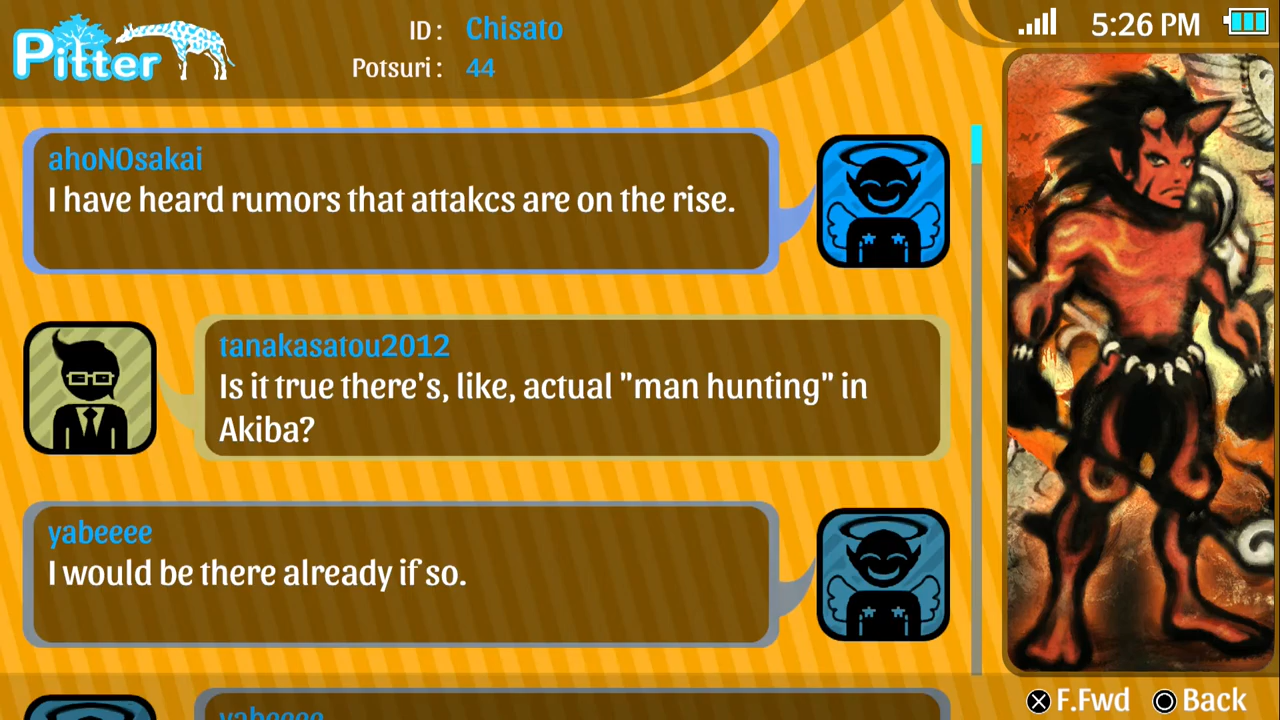 Pitter
ID : Chisato
Potsuri : 44
5:26 PM
ahoNOsakai
I have heard rumors that attakcs are on the rise.
tanakasatou2012
Is it true there's, like, actual "man hunting" in
Akiba?
yabeeee
I would be there already if so.
yabeeee
F.Fwd Back